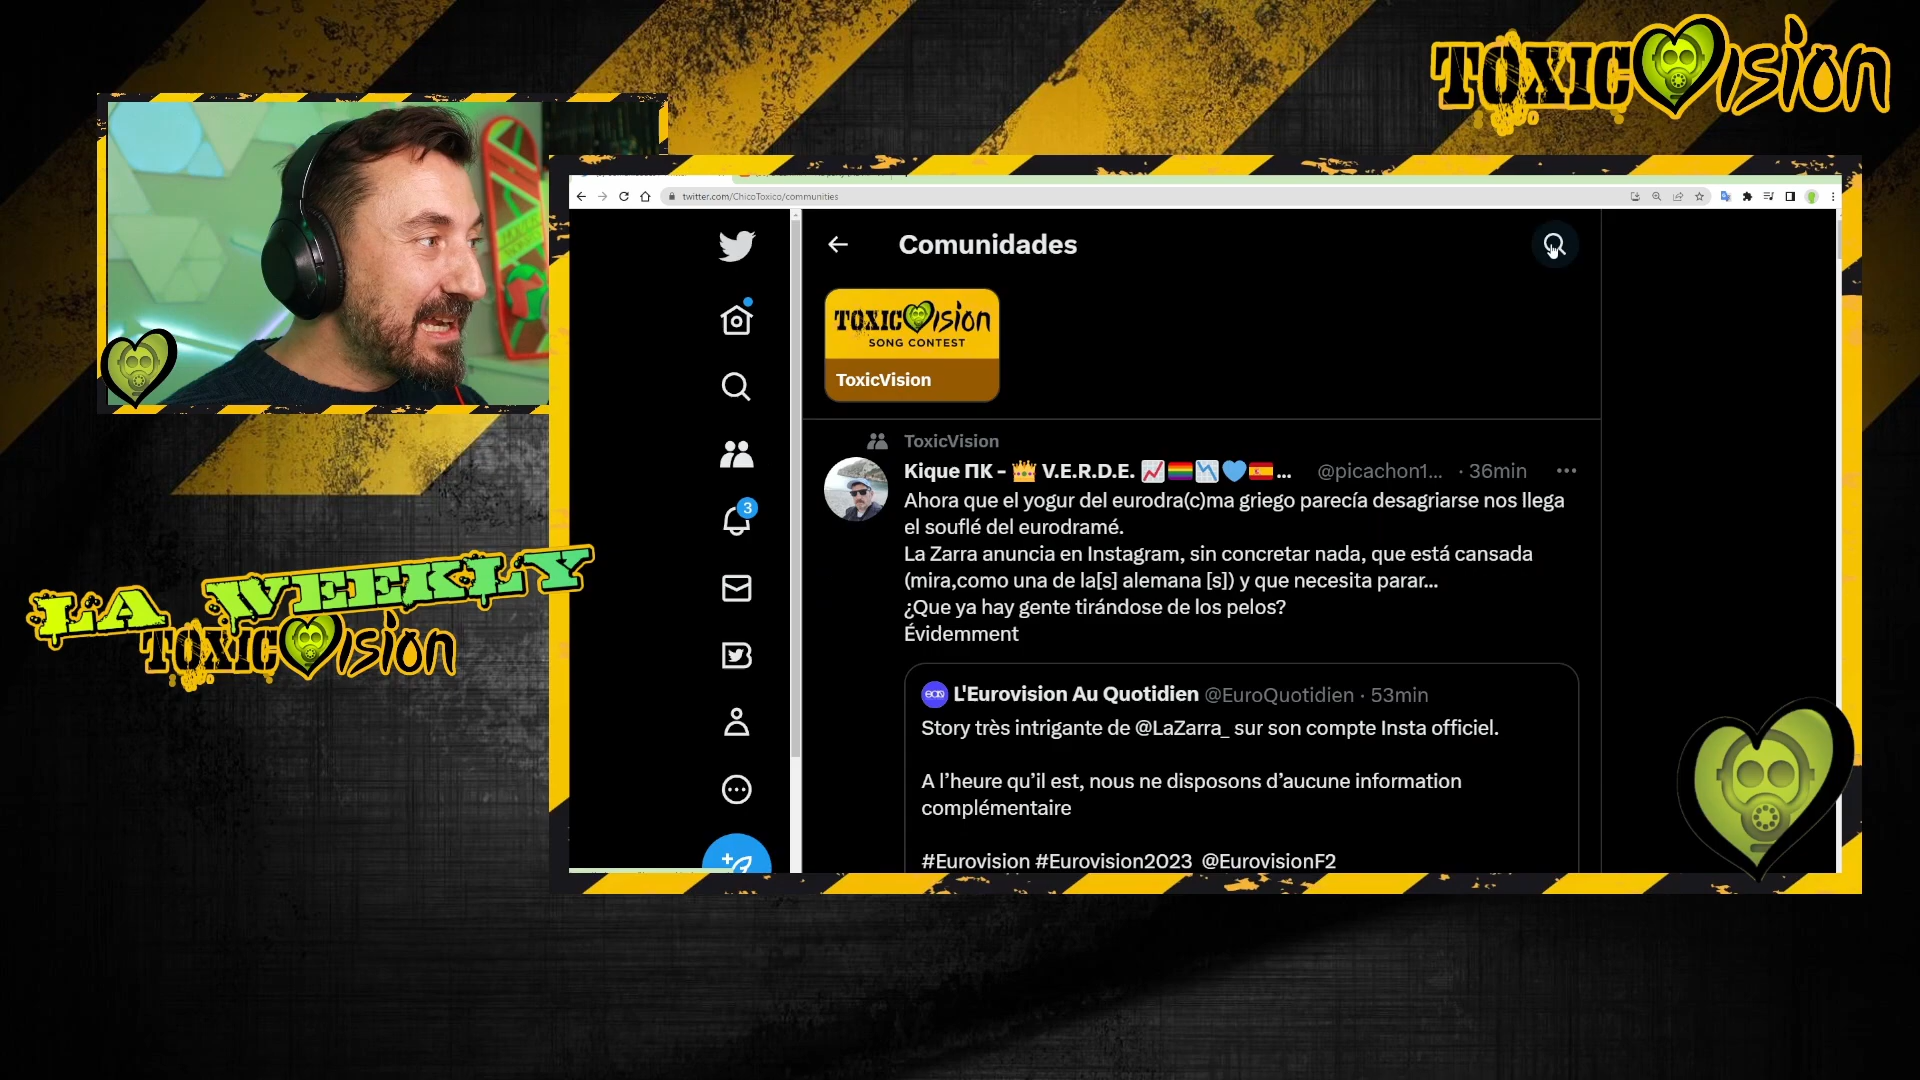 TOXICVision
twitter.com/ChicoToxico/communities
Comunidades
TOXICVision
SONG CONTEST
ToxicVision
ToxicVision
Kique ПК - 👑 V.E.R.D.E. 📈🏳️‍🌈📉💙🇪🇸... @picachon1... · 36min
Ahora que el yogur del eurodra(c)ma griego parecía desagriarse nos llega
el souflé del eurodramé.
La Zarra anuncia en Instagram, sin concretar nada, que está cansada
(mira,como una de la[s] alemana [s]) y que necesita parar...
¿Que ya hay gente tirándose de los pelos?
Évidemment
L'Eurovision Au Quotidien @EuroQuotidien · 53min
Story très intrigante de @LaZarra_ sur son compte Insta officiel.
A l’heure qu’il est, nous ne disposons d’aucune information
complémentaire
#Eurovision #Eurovision2023 @EurovisionF2
3
LA WEEKLY
TOXICVision